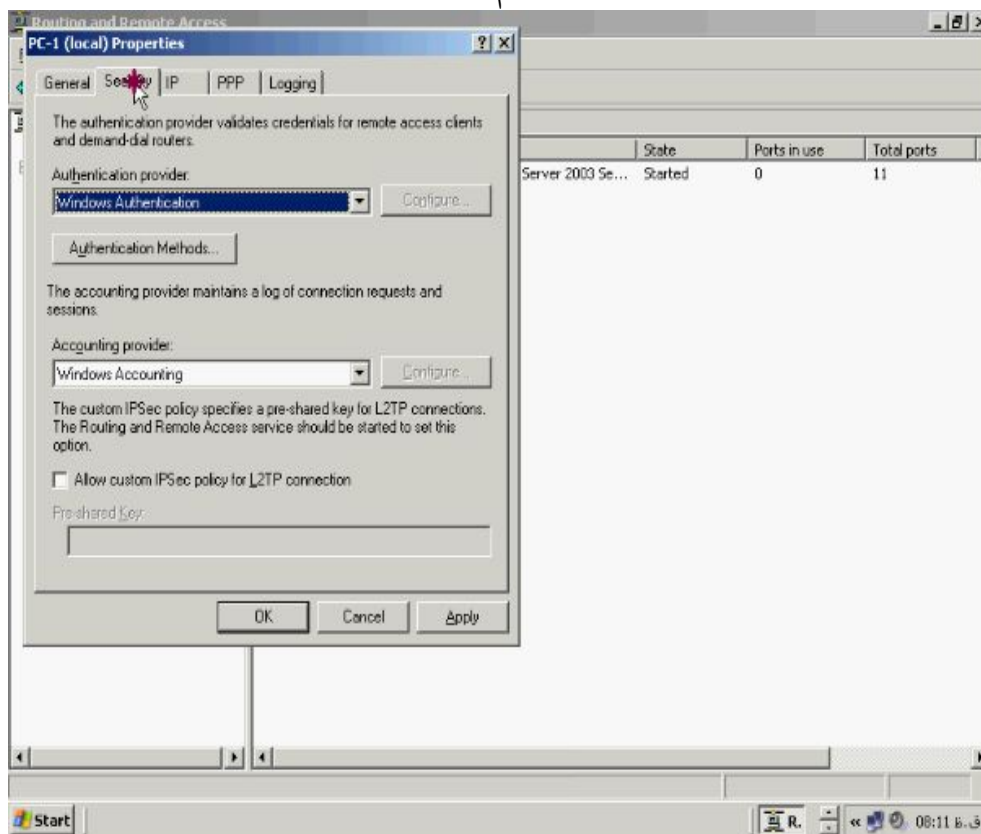 Routing and Remote Access
PC-1 (local) Properties
General Security IP PPP Logging
The authentication provider validates credentials for remote access clients
and demand-dial routers.
Authentication provider:
Windows Authentication
Configure...
Authentication Methods...
The accounting provider maintains a log of connection requests and
sessions.
Accounting provider:
Windows Accounting
Configure...
The custom IPSec policy specifies a pre-shared key for L2TP connections.
The Routing and Remote Access service should be started to set this
option.
Allow custom IPSec policy for L2TP connection
Pre-shared Key:
OK Cancel Apply
State Ports in use Total ports
Server 2003 Se... Started 0 11
Start
R.
« 08:11 ق.ظ